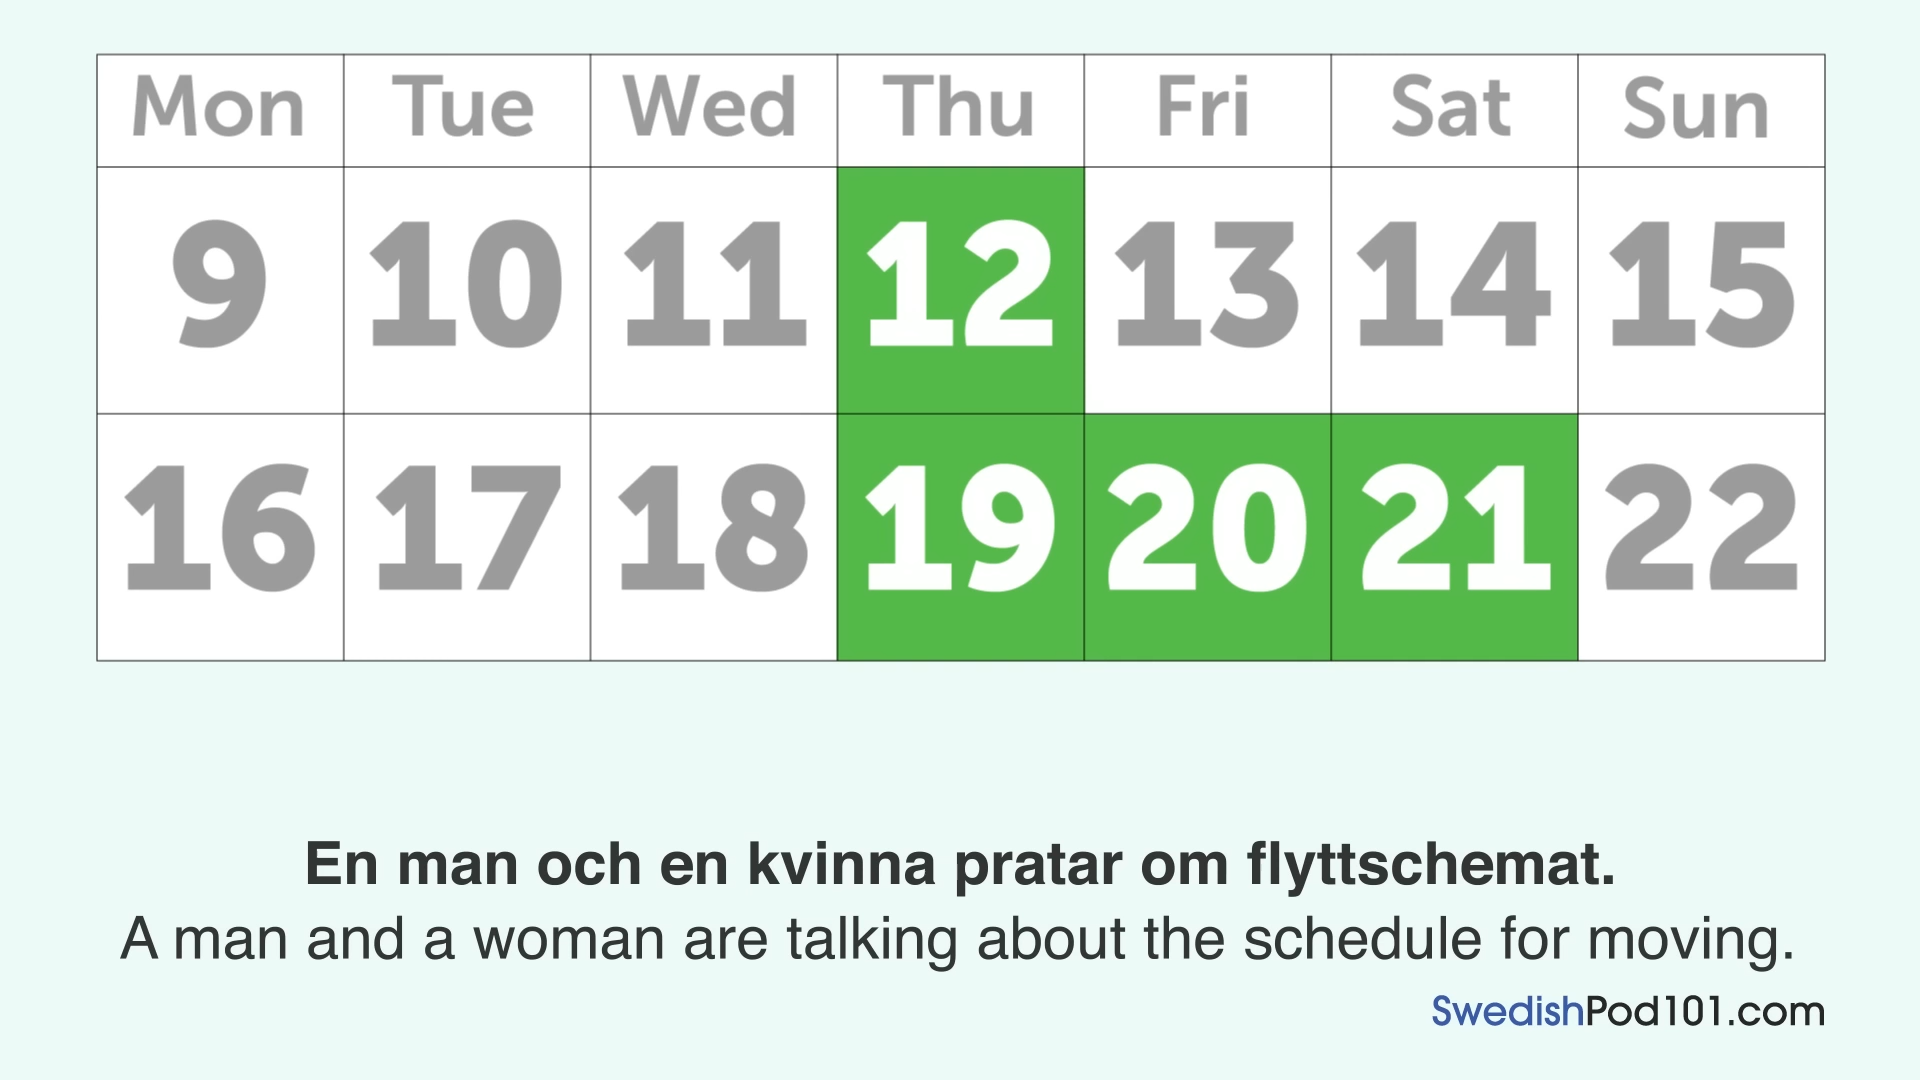 Mon Tue Wed Thu Fri Sat Sun
9 10 11 12 13 14 15
16 17 18 19 20 21 22
En man och en kvinna pratar om flyttschemat.
A man and a woman are talking about the schedule for moving.
SwedishPod101.com